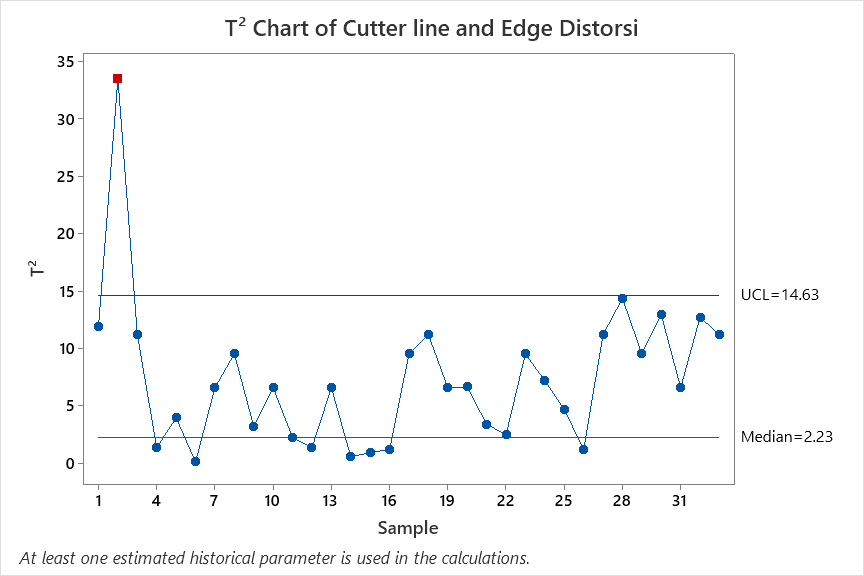 T² Chart of Cutter line and Edge Distorsi
35
30
25
20
15
10
5
0
T²
UCL=14.63
Median=2.23
1 4 7 10 13 16 19 22 25 28 31
Sample
At least one estimated historical parameter is used in the calculations.